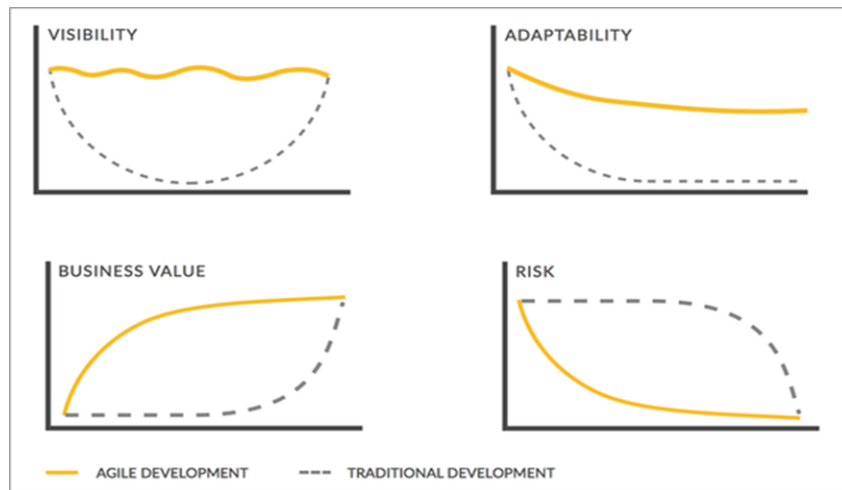 VISIBILITY
ADAPTABILITY
BUSINESS VALUE
RISK
AGILE DEVELOPMENT
TRADITIONAL DEVELOPMENT